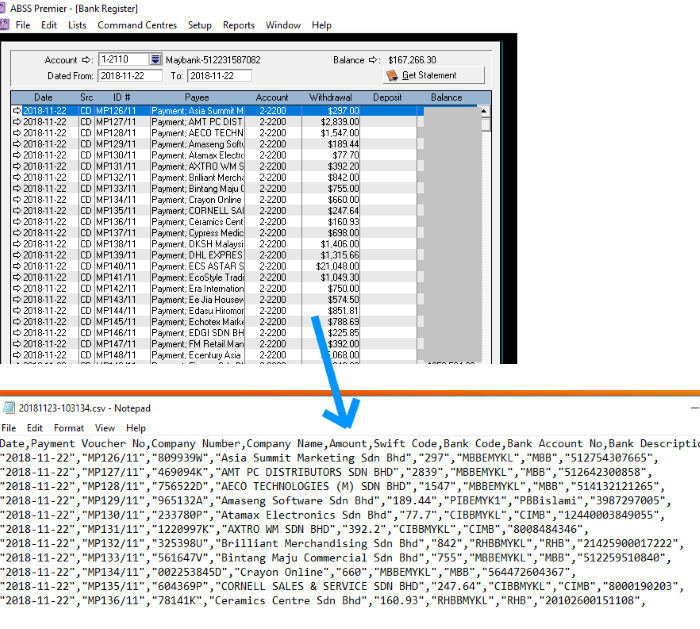 ABSS Premier - [Bank Register]
File Edit Lists Command Centres Setup Reports Window Help
Account : 1-2110 Maybank-512231587082 Balance : $167,266.30
Dated From: 2018-11-22 To: 2018-11-22 Get Statement
Date Src ID # Payee Account Withdrawal Deposit Balance
2018-11-22 CD MP126/11 Payment; Asia Summit M 2-2200 $297.00
2018-11-22 CD MP127/11 Payment; AMT PC DIST 2-2200 $2,839.00
2018-11-22 CD MP128/11 Payment; AECO TECHN 2-2200 $1,547.00
2018-11-22 CD MP129/11 Payment; Amaseng Softw 2-2200 $189.44
2018-11-22 CD MP130/11 Payment; Atamax Electro 2-2200 $77.70
2018-11-22 CD MP131/11 Payment; AXTRO WM S 2-2200 $392.20
2018-11-22 CD MP132/11 Payment; Brilliant Mercha 2-2200 $842.00
2018-11-22 CD MP133/11 Payment; Bintang Maju C 2-2200 $755.00
2018-11-22 CD MP134/11 Payment; Crayon Online 2-2200 $660.00
2018-11-22 CD MP135/11 Payment; CORNELL SAL 2-2200 $247.64
2018-11-22 CD MP136/11 Payment; Ceramics Cent 2-2200 $160.93
2018-11-22 CD MP137/11 Payment; Cypress Medic 2-2200 $698.00
2018-11-22 CD MP138/11 Payment; DKSH Malaysi 2-2200 $1,406.00
2018-11-22 CD MP139/11 Payment; DHL EXPRES 2-2200 $1,315.66
2018-11-22 CD MP140/11 Payment; ECS ASTAR S 2-2200 $21,048.00
2018-11-22 CD MP141/11 Payment; EcoStyle Tradi 2-2200 $1,049.30
2018-11-22 CD MP142/11 Payment; Era Internation 2-2200 $750.00
2018-11-22 CD MP143/11 Payment; Ee Jia Housew 2-2200 $574.50
2018-11-22 CD MP144/11 Payment; Edasu Hiromor 2-2200 $851.81
2018-11-22 CD MP145/11 Payment; Echotex Marke 2-2200 $788.69
2018-11-22 CD MP146/11 Payment; EDGI SDN BH 2-2200 $225.85
2018-11-22 CD MP147/11 Payment; FM Retail Man 2-2200 $392.00
2018-11-22 CD MP148/11 Payment; Ecentury Asia 2-2200 ,068.00
20181123-103134.csv - Notepad
File Edit Format View Help
Date,Payment Voucher No,Company Number,Company Name,Amount,Swift Code,Bank Code,Bank Account No,Bank Descriptio
"2018-11-22","MP126/11","809939W","Asia Summit Marketing Sdn Bhd","297","MBBEMYKL","MBB","512754307665",
"2018-11-22","MP127/11","469094K","AMT PC DISTRIBUTORS SDN BHD","2839","MBBEMYKL","MBB","512642300858",
"2018-11-22","MP128/11","756522D","AECO TECHNOLOGIES (M) SDN BHD","1547","MBBEMYKL","MBB","514132121265",
"2018-11-22","MP129/11","965132A","Amaseng Software Sdn Bhd","189.44","PIBEMYK1","PBBislami","3987297005",
"2018-11-22","MP130/11","233780P","Atamax Electronics Sdn Bhd","77.7","CIBBMYKL","CIMB","12440003849055",
"2018-11-22","MP131/11","1220997K","AXTRO WM SDN BHD","392.2","CIBBMYKL","CIMB","8008484346",
"2018-11-22","MP132/11","325398U","Brilliant Merchandising Sdn Bhd","842","RHBBMYKL","RHB","21425900017222",
"2018-11-22","MP133/11","561647V","Bintang Maju Commercial Sdn Bhd","755","MBBEMYKL","MBB","512259510840",
"2018-11-22","MP134/11","002253845D","Crayon Online","660","MBBEMYKL","MBB","564472604367",
"2018-11-22","MP135/11","604369P","CORNELL SALES & SERVICE SDN BHD","247.64","CIBBMYKL","CIMB","8000190203",
"2018-11-22","MP136/11","78141K","Ceramics Centre Sdn Bhd","160.93","RHBBMYKL","RHB","20102600151108",